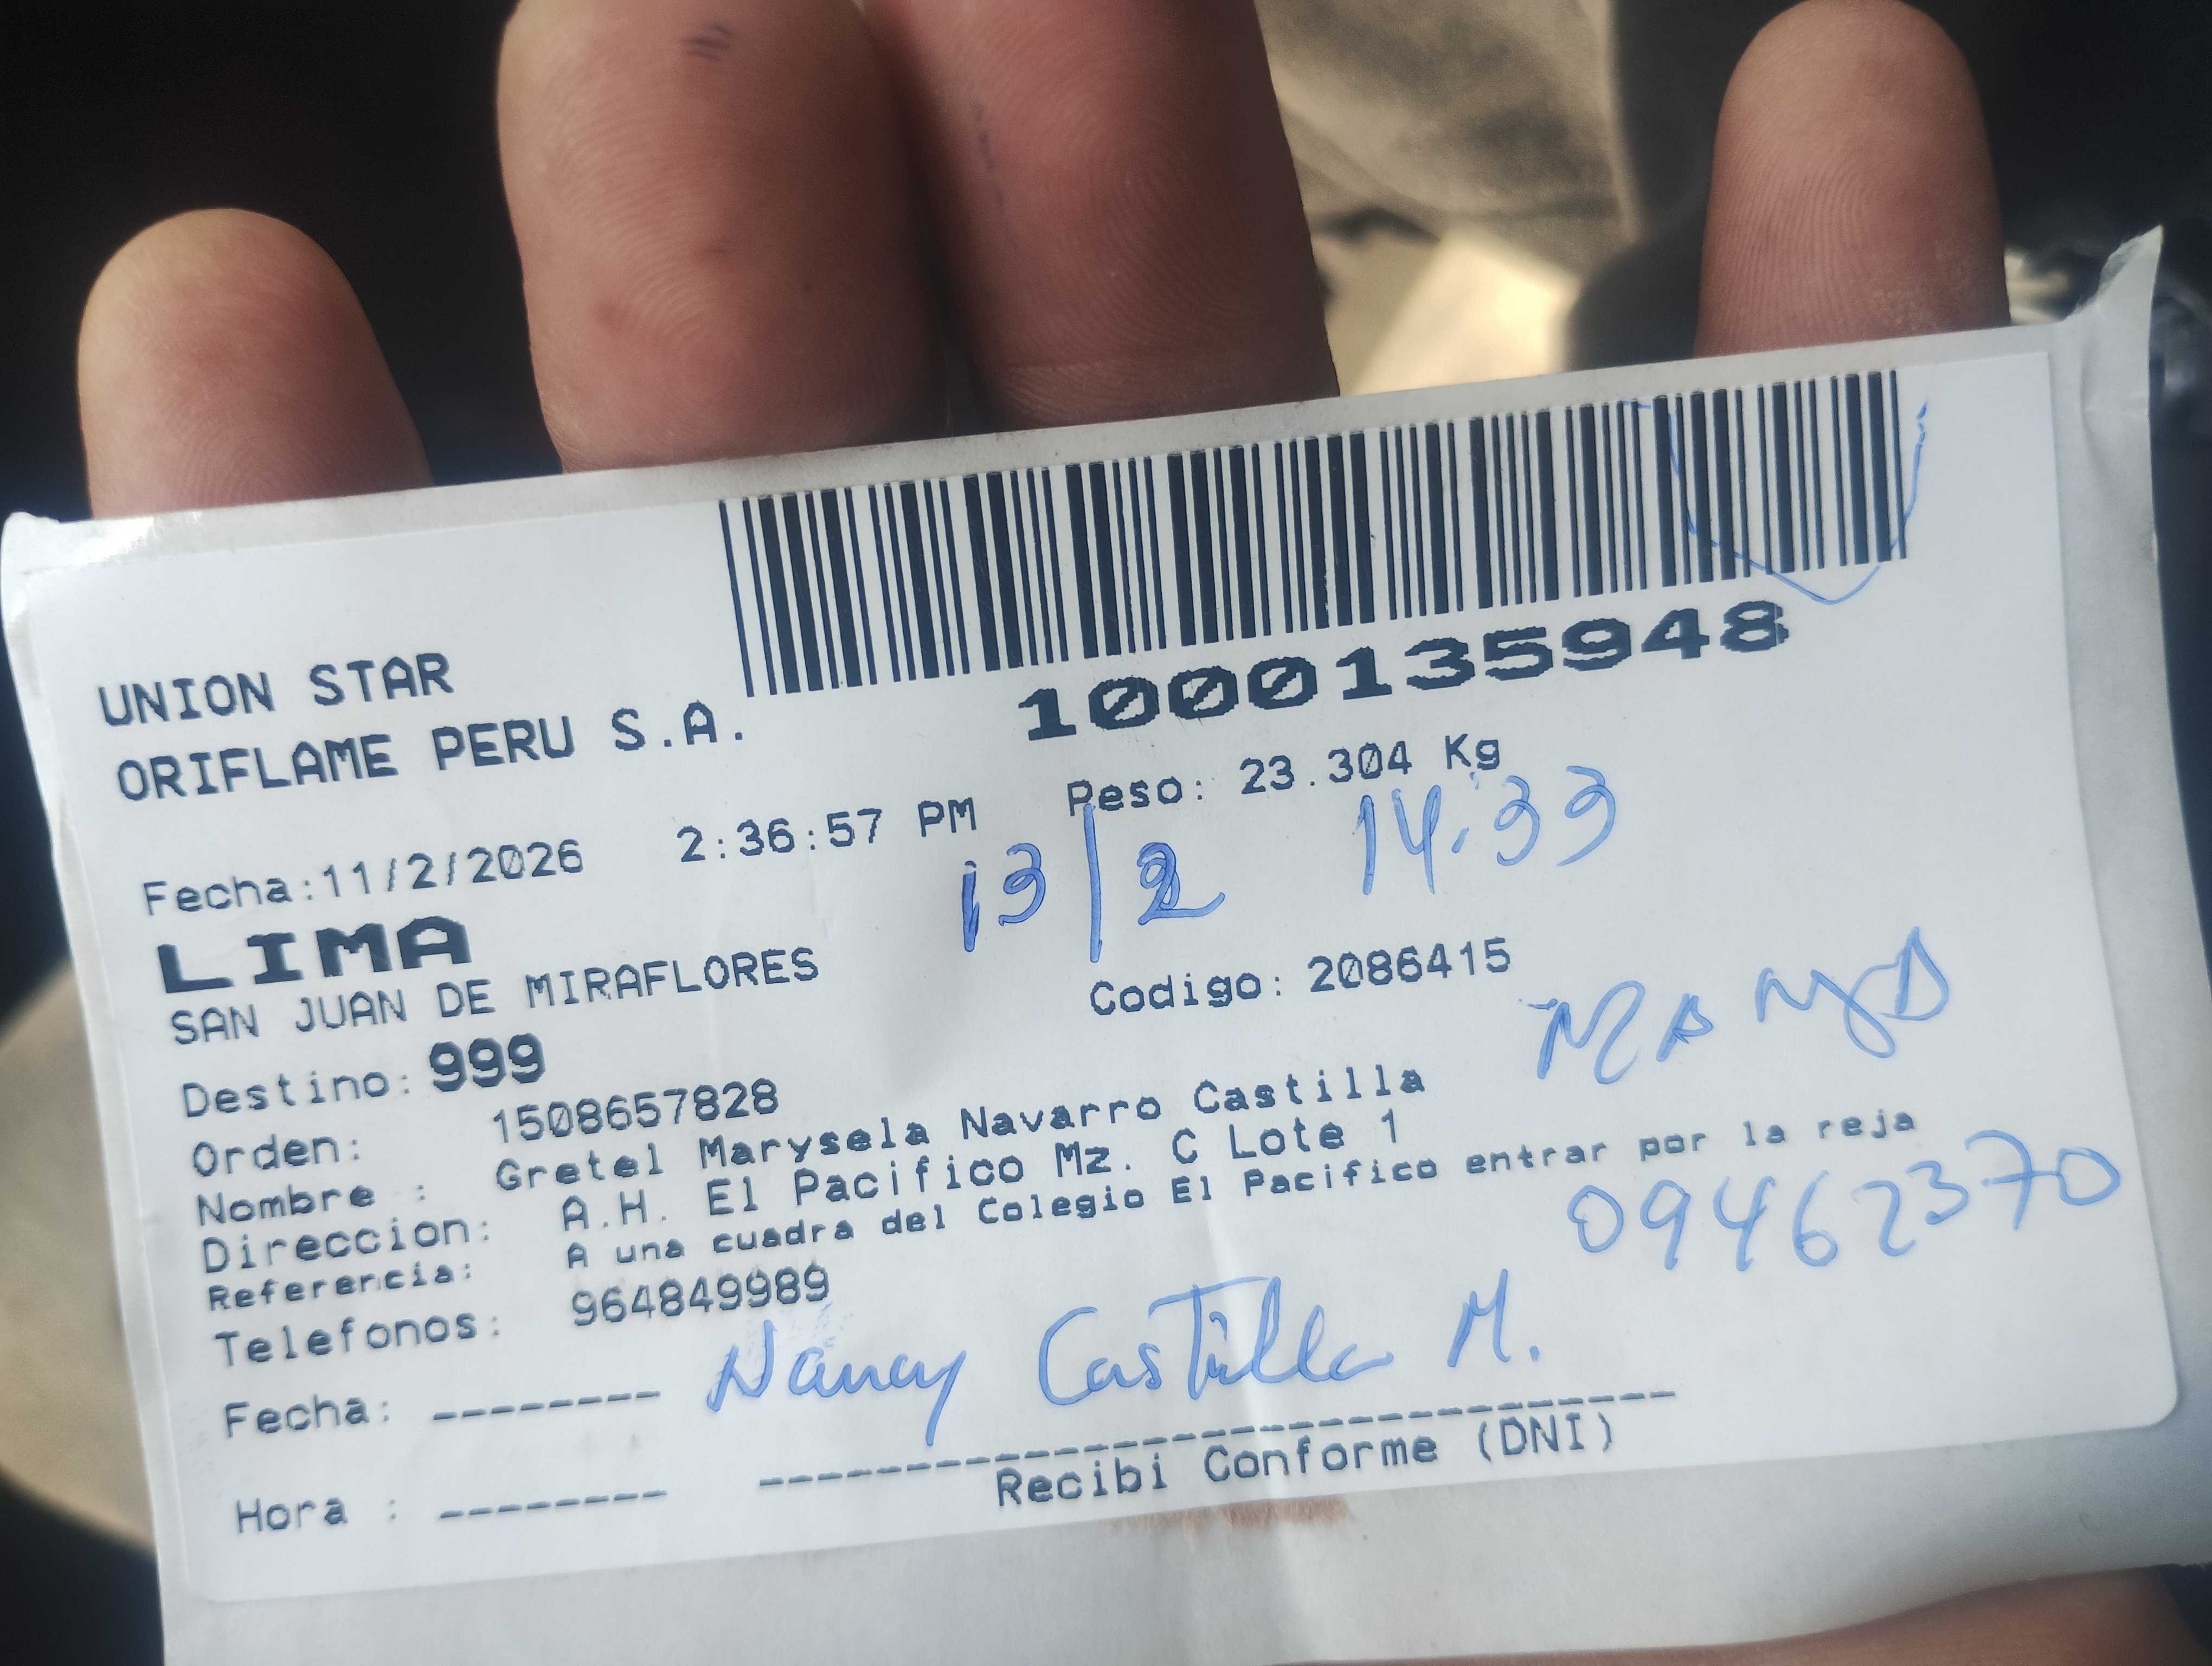 1000135948
UNION STAR
ORIFLAME PERU S.A.
Fecha:11/2/2026 2:36:57 PM Peso: 23.304 Kg
13/2 14.33
LIMA
SAN JUAN DE MIRAFLORES Codigo: 2086415
Destino: 999
Orden: 1508657828
Nombre : Gretel Marysela Navarro Castilla
Direccion: A.H. El Pacifico Mz. C Lote 1
Referencia: A una cuadra del Colegio El Pacifico entrar por la reja
Telefonos: 964849989
09462370
Nancy Castilla M.
Fecha: --------
Hora : --------
Recibi Conforme (DNI)